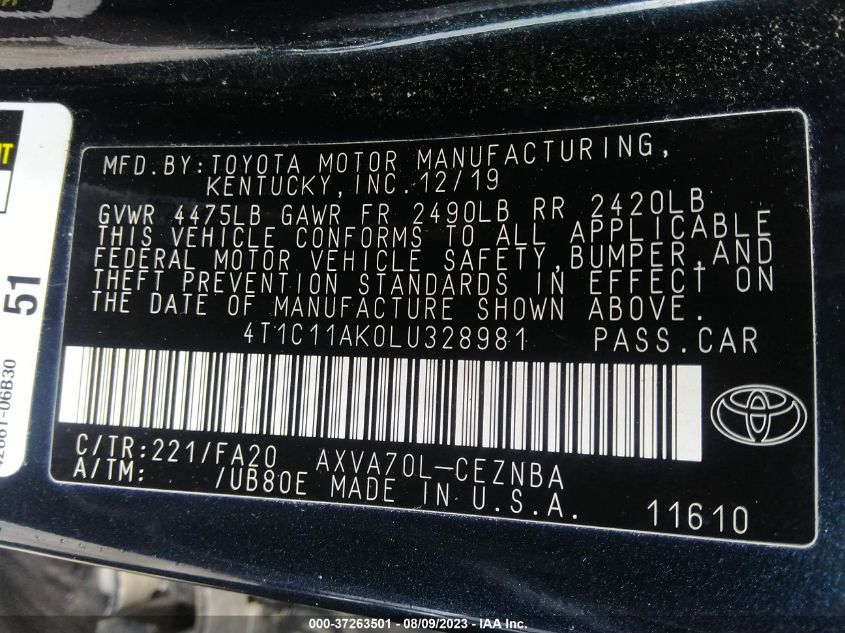 MFD.BY:TOYOTA MOTOR MANUFACTURING,
KENTUCKY,INC.12/19
GVWR 4475LB GAWR FR 2490LB RR 2420LB
THIS VEHICLE CONFORMS TO ALL APPLICABLE
FEDERAL MOTOR VEHICLE SAFETY,BUMPER,AND
THEFT PREVENTION STANDARDS IN EFFECT ON
THE DATE OF MANUFACTURE SHOWN ABOVE.
4T1C11AK0LU328981 PASS.CAR
C/TR:221/FA20 AXVA70L-CEZNBA
A/TM: /UB80E MADE IN U.S.A.
11610
51
000-37263501 - 08/09/2023 - IAAI.COM